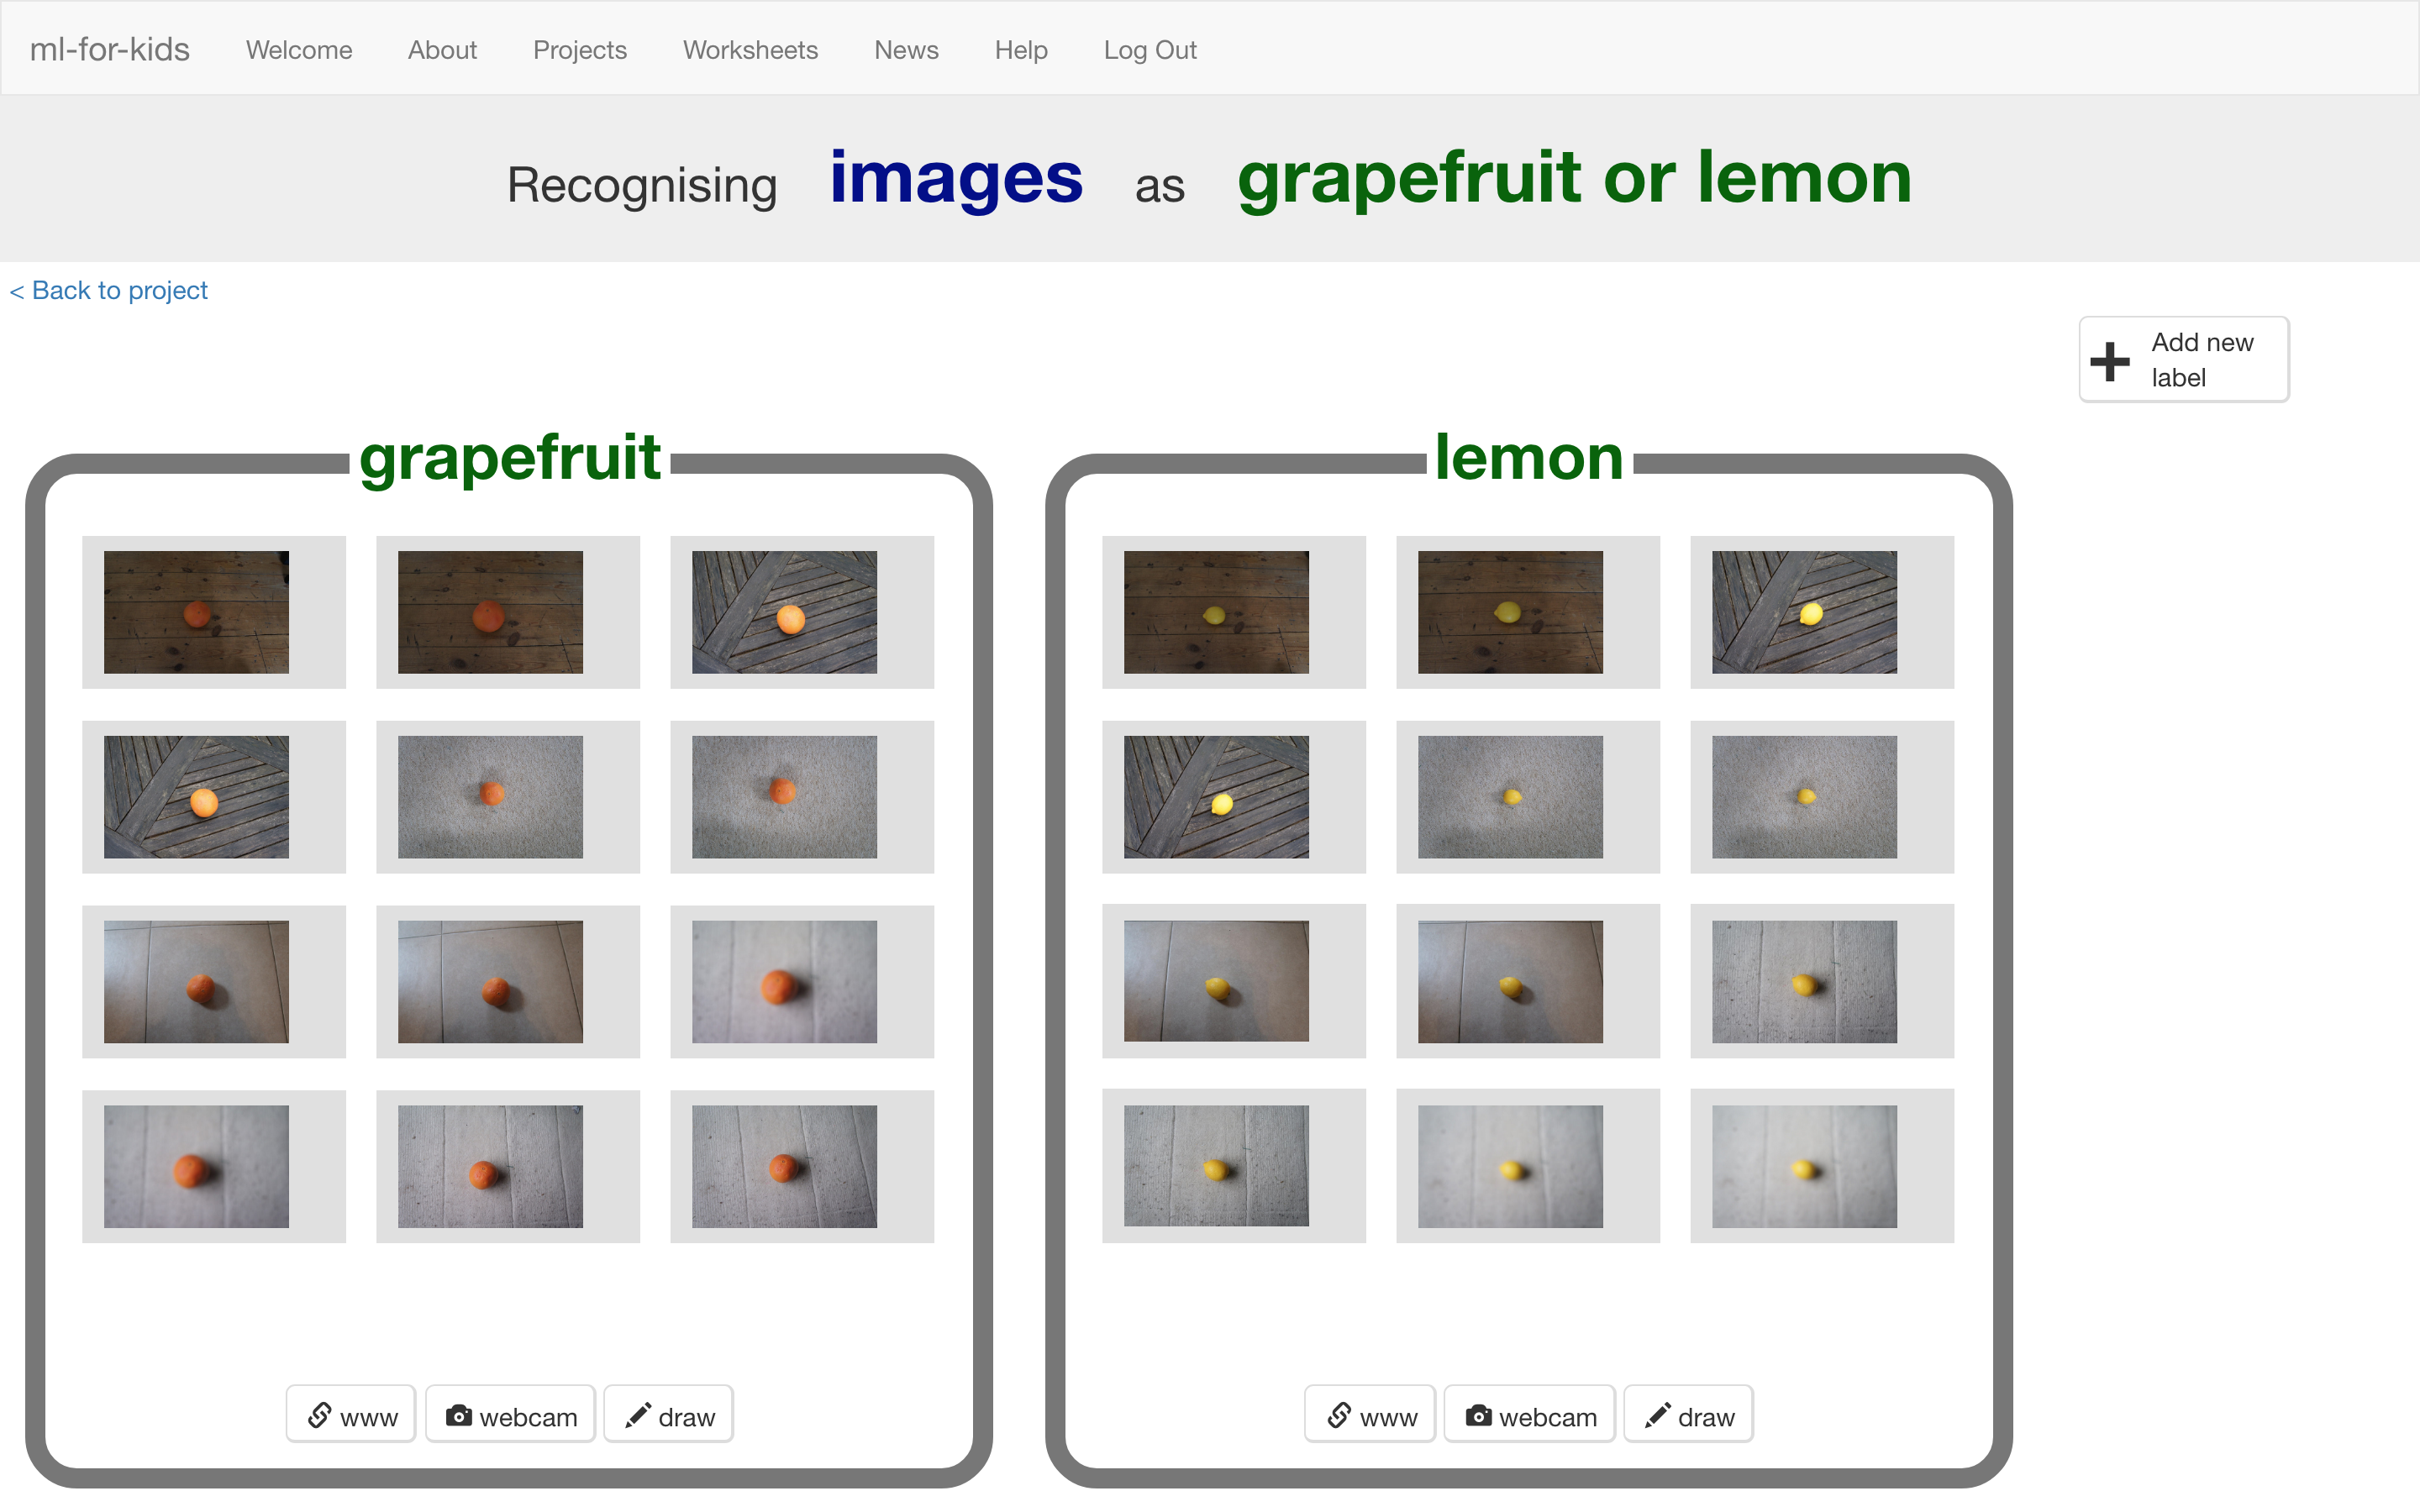 ml-for-kids Welcome About Projects Worksheets News Help Log Out
Recognising images as grapefruit or lemon
< Back to project
Add new
label
grapefruit
lemon
www webcam draw
www webcam draw